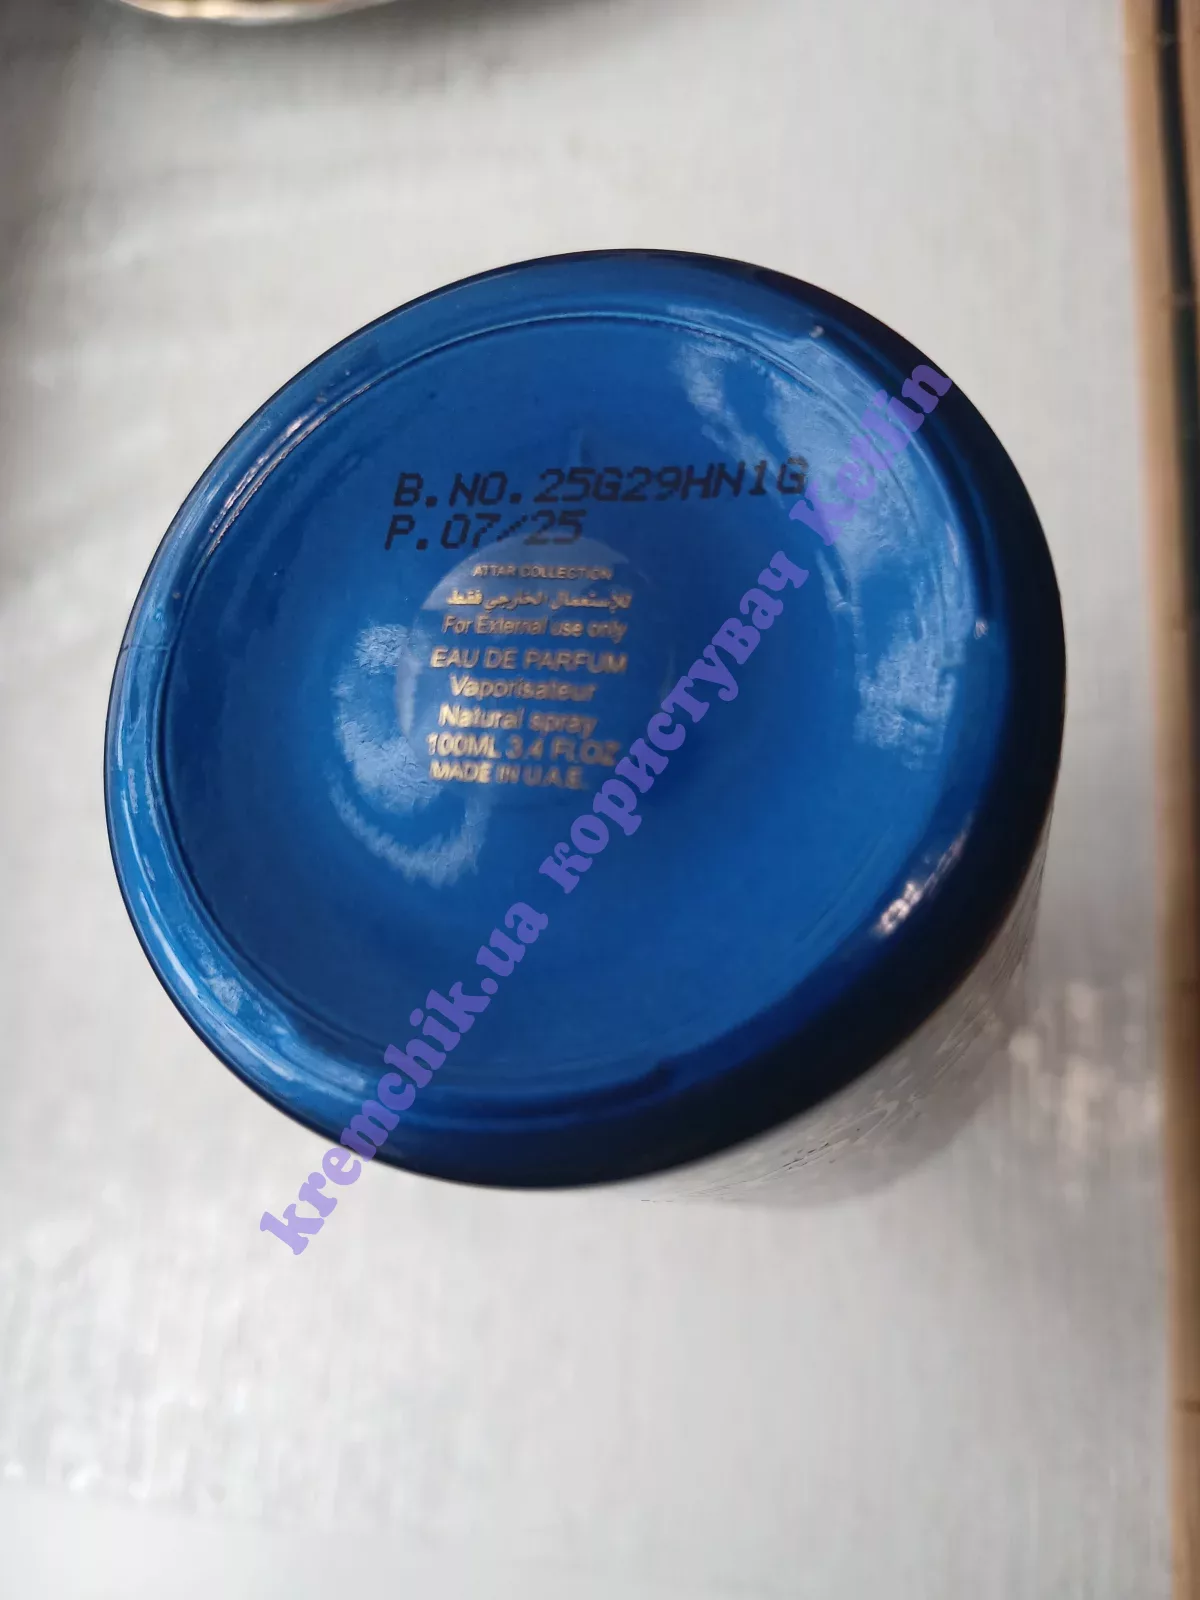 B.NO.25G29HN1G
P.07/25
ATTAR COLLECTION
للإستعمال الخارجي فقط
For External use only
EAU DE PARFUM
Vaporisateur
Natural spray
100ML 3.4 FL.OZ
MADE IN U.A.E.
kremchik.ua користувач Kellin